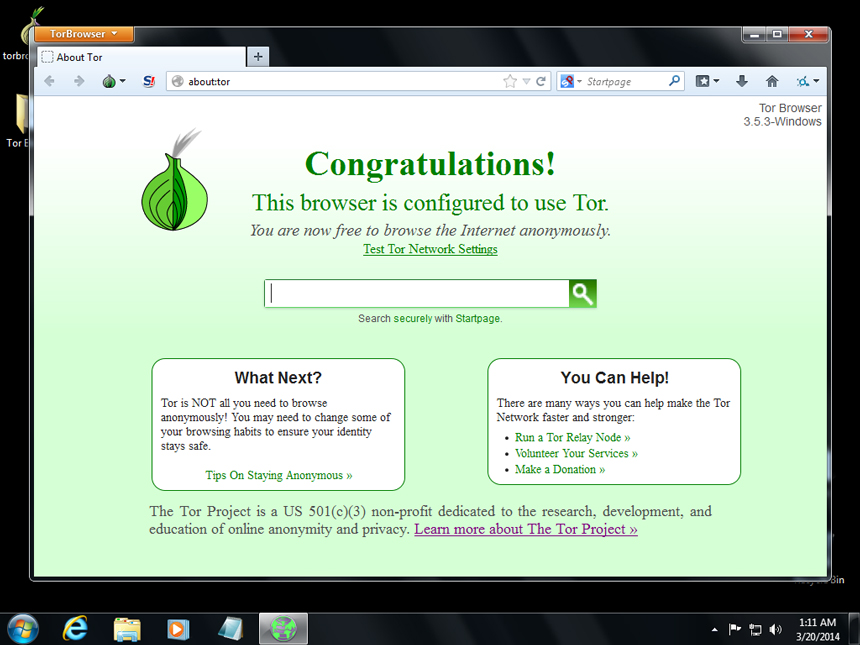 torbro
TorBrowser
About Tor
about:tor
Startpage
Tor B
Tor Browser
3.5.3-Windows
Congratulations!
This browser is configured to use Tor.
You are now free to browse the Internet anonymously.
Test Tor Network Settings
Search securely with Startpage.
What Next?
Tor is NOT all you need to browse
anonymously! You may need to change some of
your browsing habits to ensure your identity
stays safe.
Tips On Staying Anonymous »
You Can Help!
There are many ways you can help make the Tor
Network faster and stronger:
• Run a Tor Relay Node »
• Volunteer Your Services »
• Make a Donation »
The Tor Project is a US 501(c)(3) non-profit dedicated to the research, development, and
education of online anonymity and privacy. Learn more about The Tor Project »
1:11 AM
3/20/2014